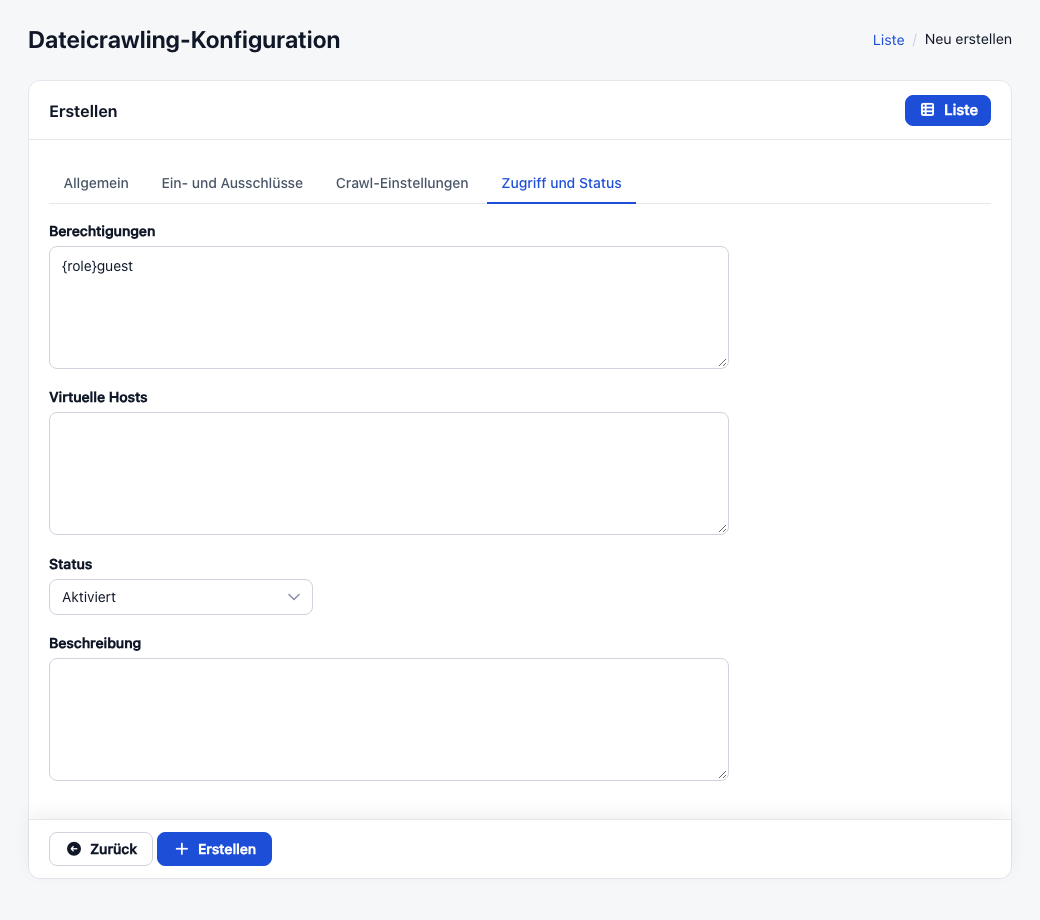 Dateicrawling-Konfiguration
Liste / Neu erstellen
Erstellen
Liste
Allgemein
Ein- und Ausschlüsse
Crawl-Einstellungen
Zugriff und Status
Berechtigungen
{role}guest
Virtuelle Hosts
Status
Aktiviert
Beschreibung
Zurück
Erstellen